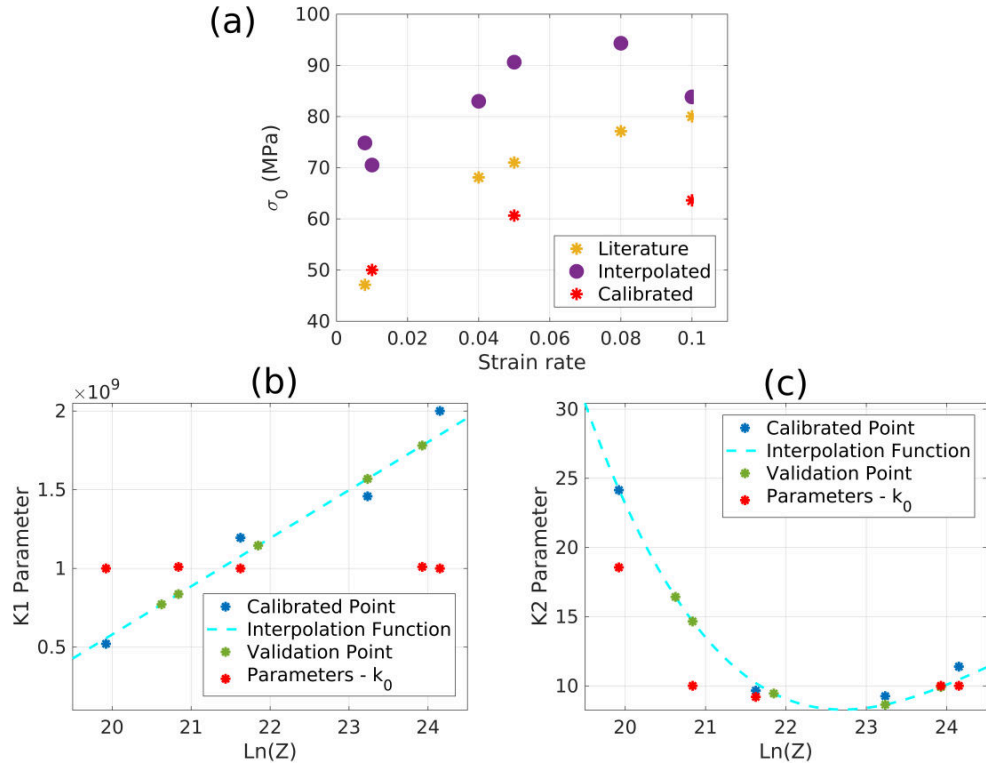 (a)
100
90
80
70
60
50
40
σ0 (MPa)
Literature
Interpolated
Calibrated
0 0.02 0.04 0.06 0.08 0.1
Strain rate
(b)
×10^9
2
1.5
1
0.5
K1 Parameter
Calibrated Point
Interpolation Function
Validation Point
Parameters - k0
20 21 22 23 24
Ln(Z)
(c)
30
25
20
15
10
K2 Parameter
Calibrated Point
Interpolation Function
Validation Point
Parameters - k0
20 21 22 23 24
Ln(Z)